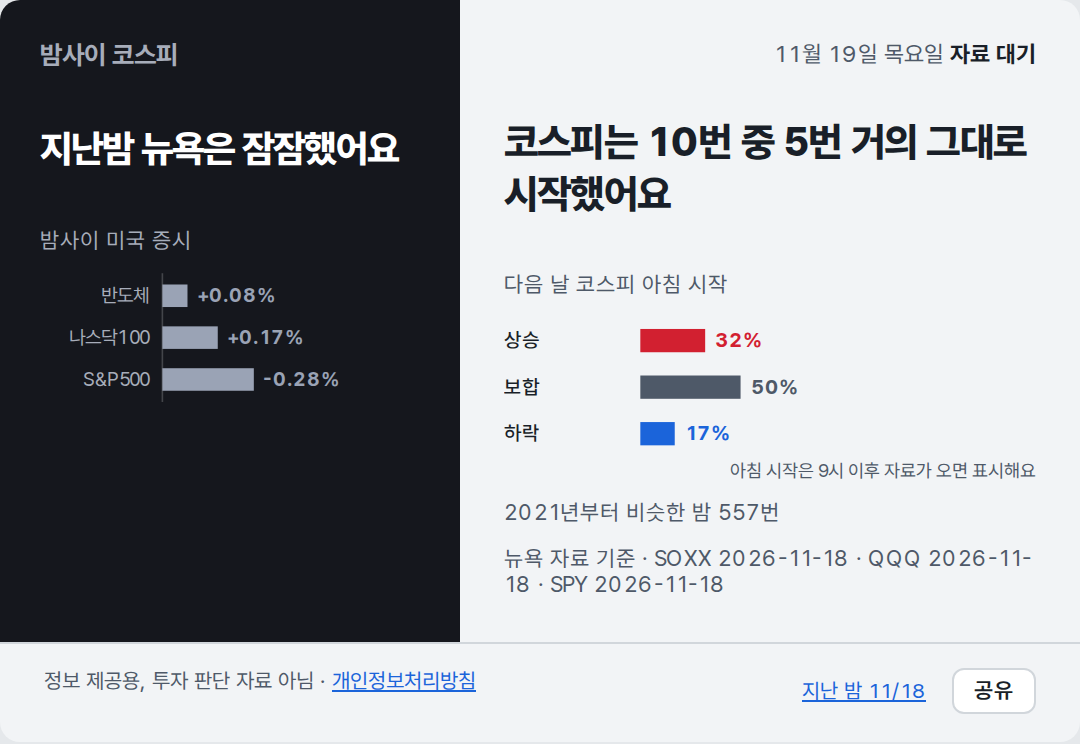 밤사이 코스피
지난밤 뉴욕은 잠잠했어요
밤사이 미국 증시
반도체 +0.08%
나스닥100 +0.17%
S&P500 -0.28%
11월 19일 목요일 자료 대기
코스피는 10번 중 5번 거의 그대로
시작했어요
다음 날 코스피 아침 시작
상승 32%
보합 50%
하락 17%
아침 시작은 9시 이후 자료가 오면 표시해요
2021년부터 비슷한 밤 557번
뉴욕 자료 기준 · SOXX 2026-11-18 · QQQ 2026-11-
18 · SPY 2026-11-18
정보 제공용, 투자 판단 자료 아님 · 개인정보처리방침
지난 밤 11/18
공유